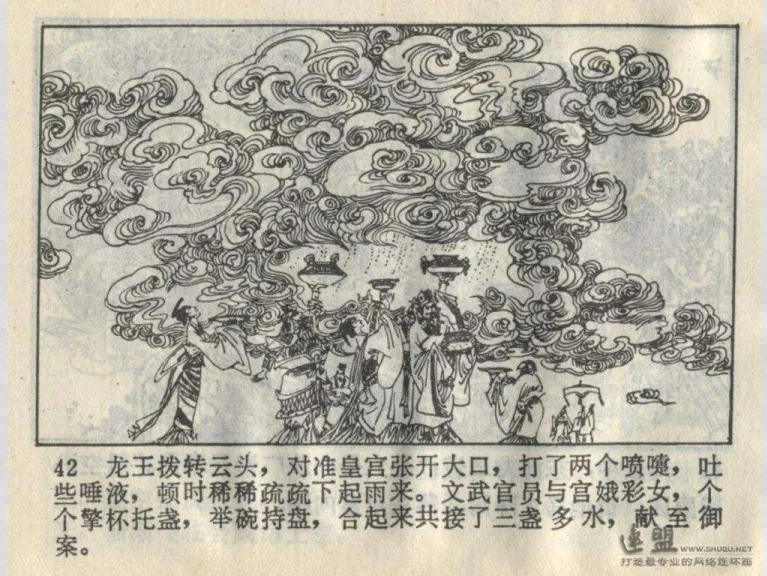 42 龙王拨转云头，对准皇宫张开大口，打了两个喷嚏，吐
些唾液，顿时稀稀疏疏下起雨来。文武官员与宫娥彩女，个
个擎杯托盏，举碗持盘，合起来共接了三盏多水，献至御
案。
连盟 WWW.SHUQU.NET
打造最专业的网络连环画